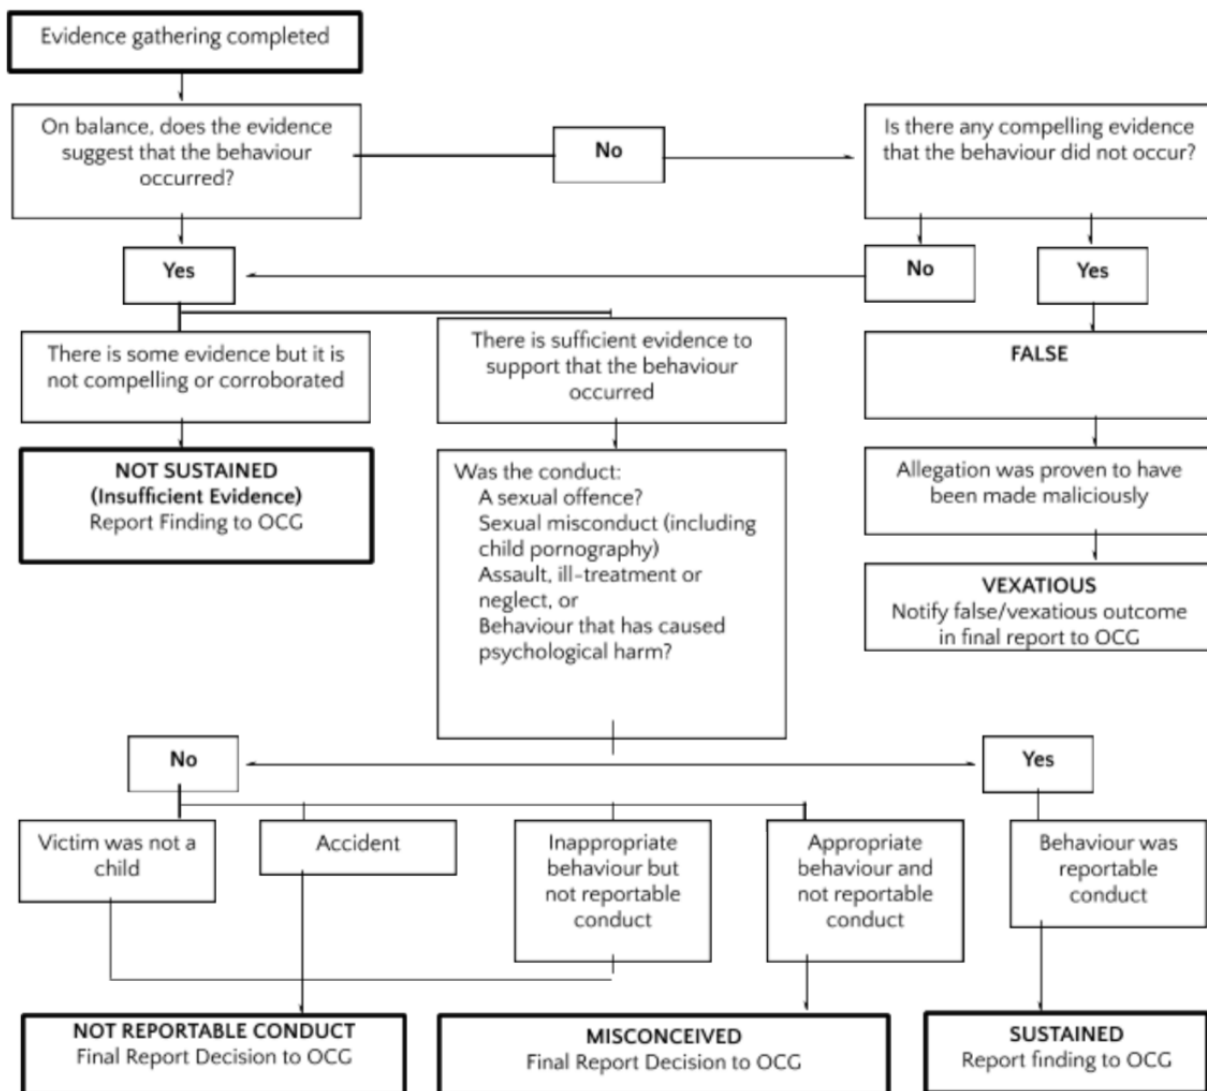 Evidence gathering completed
On balance, does the evidence
suggest that the behaviour
occurred?
No
Is there any compelling evidence
that the behaviour did not occur?
Yes
No
Yes
There is some evidence but it is
not compelling or corroborated
There is sufficient evidence to
support that the behaviour
occurred
FALSE
NOT SUSTAINED
(Insufficient Evidence)
Report Finding to OCG
Was the conduct:
A sexual offence?
Sexual misconduct (including
child pornography)
Assault, ill-treatment or
neglect, or
Behaviour that has caused
psychological harm?
Allegation was proven to have
been made maliciously
VEXATIOUS
Notify false/vexatious outcome
in final report to OCG
No
Yes
Victim was not a
child
Accident
Inappropriate
behaviour but
not reportable
conduct
Appropriate
behaviour and
not reportable
conduct
Behaviour was
reportable
conduct
NOT REPORTABLE CONDUCT
Final Report Decision to OCG
MISCONCEIVED
Final Report Decision to OCG
SUSTAINED
Report finding to OCG